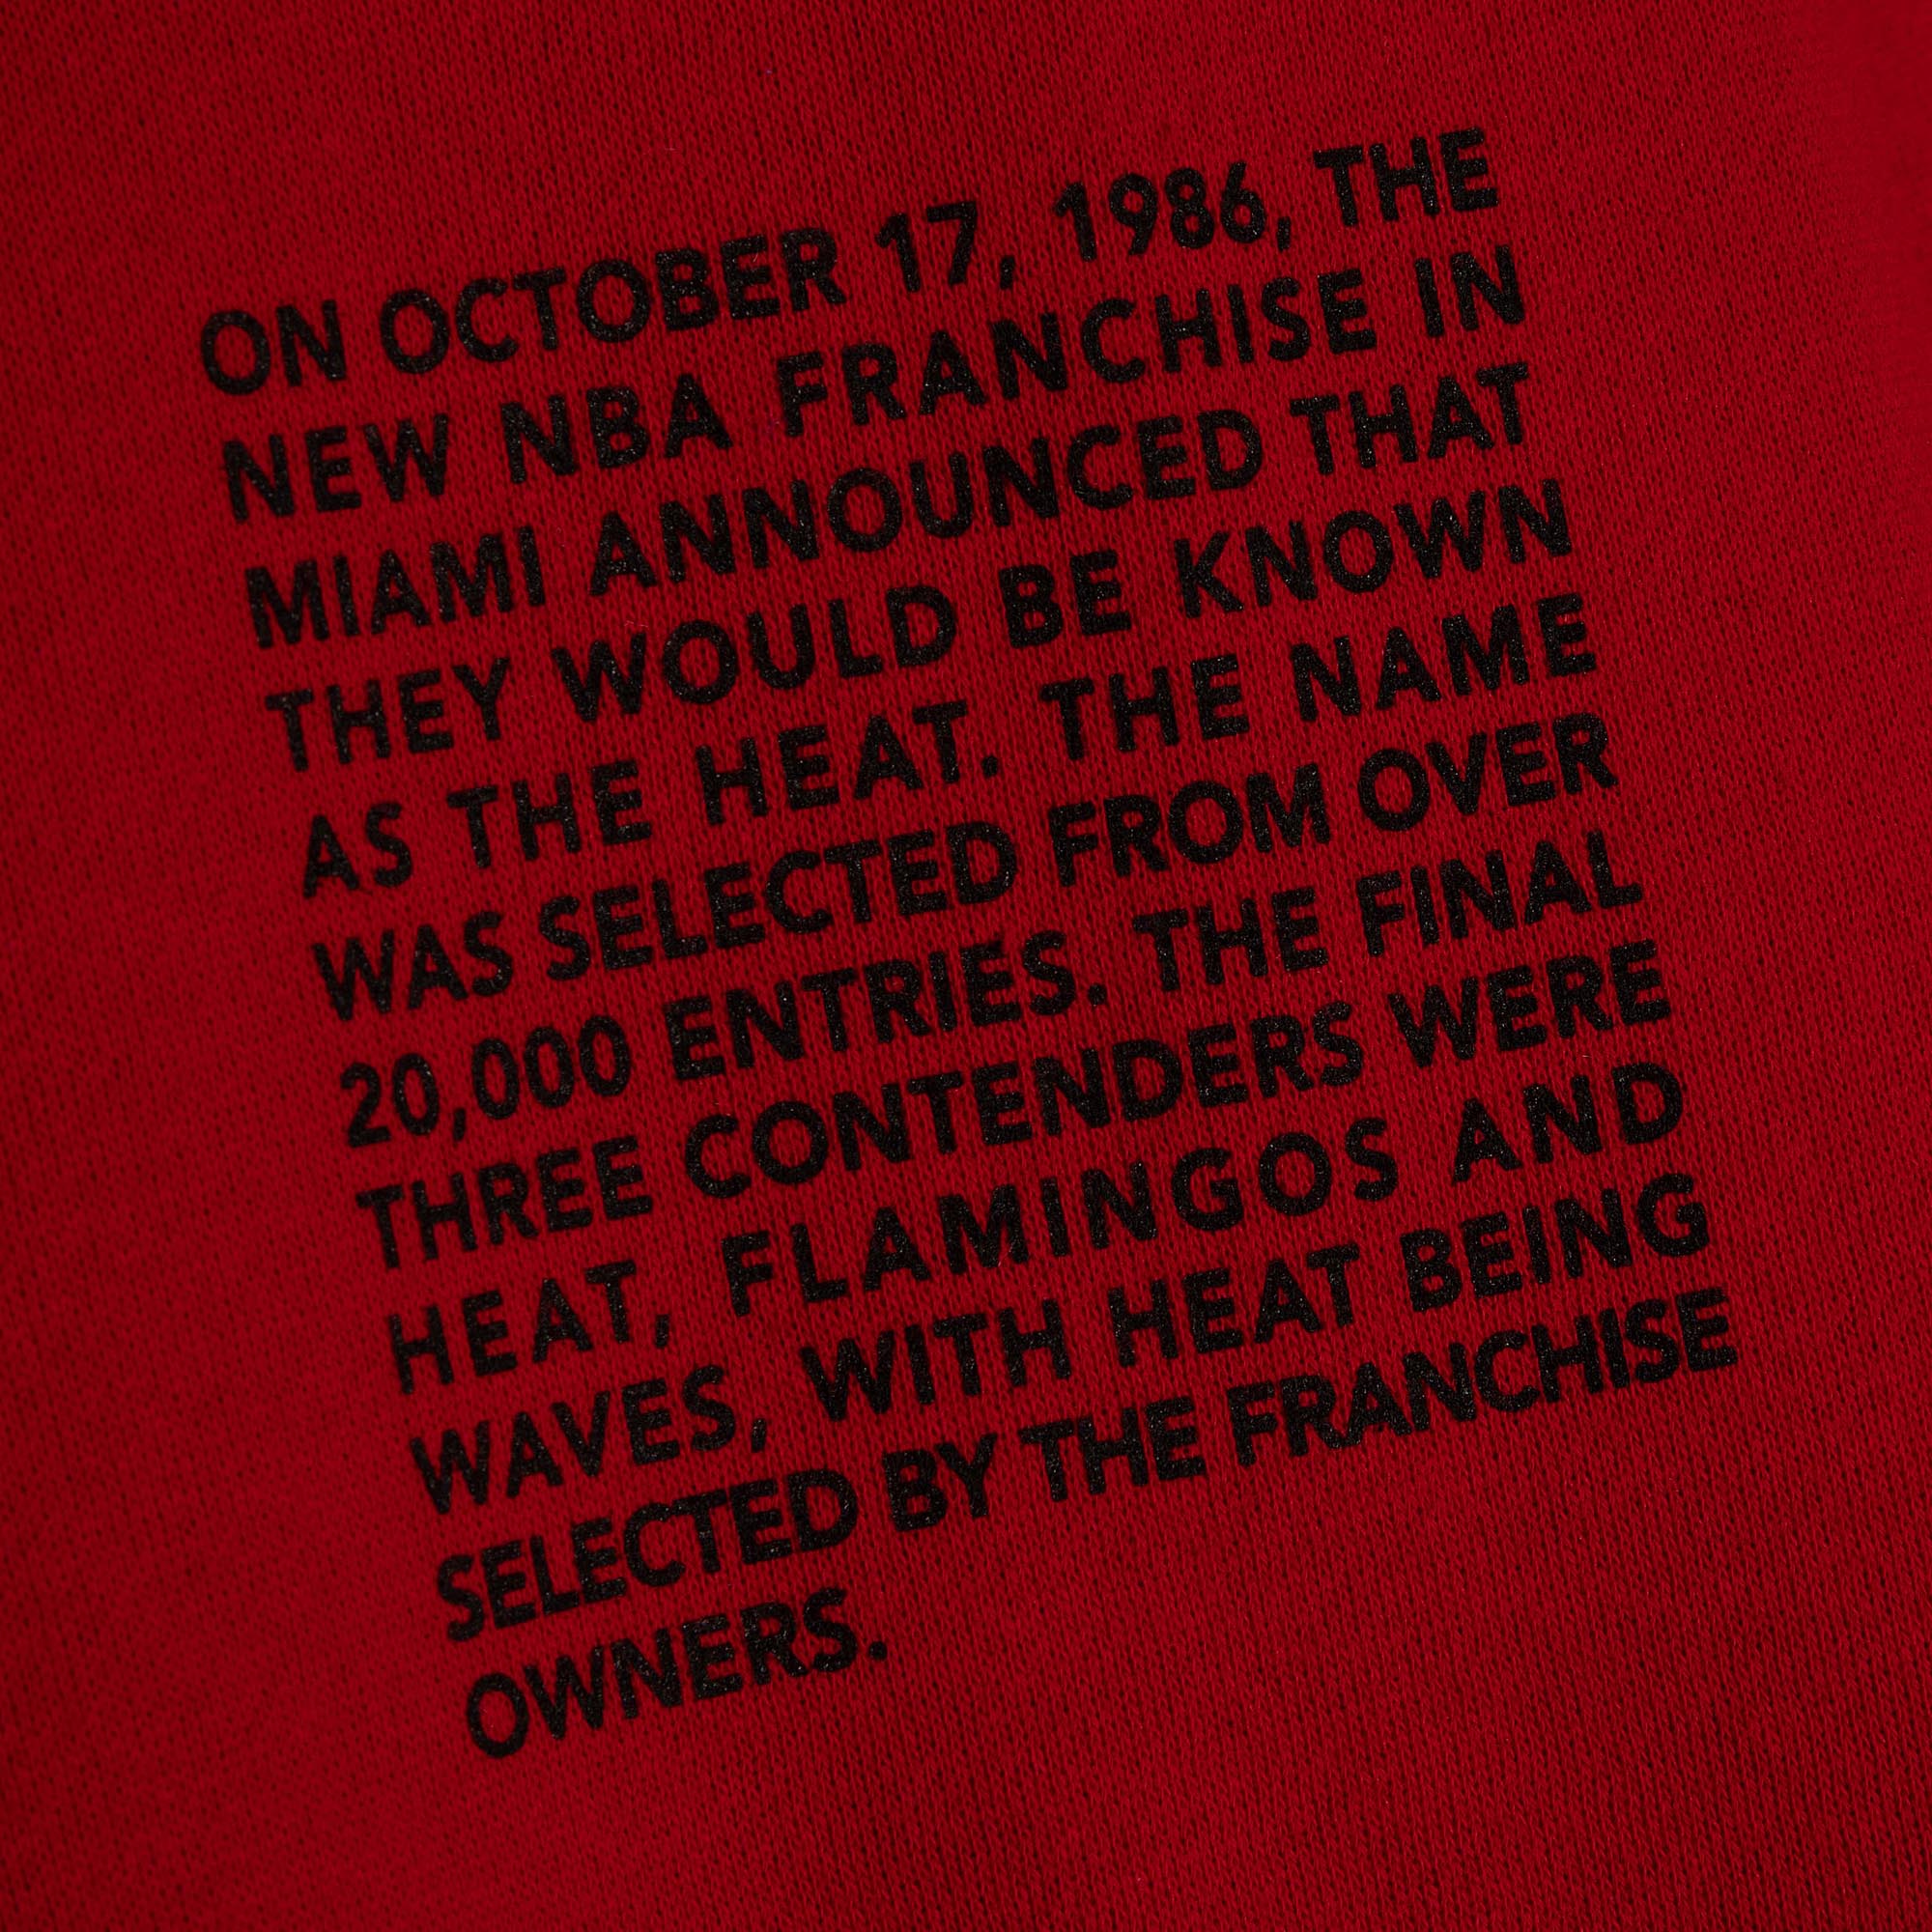 ON OCTOBER 17, 1986, THE
NEW NBA FRANCHISE IN
MIAMI ANNOUNCED THAT
THEY WOULD BE KNOWN
AS THE HEAT. THE NAME
WAS SELECTED FROM OVER
20,000 ENTRIES. THE FINAL
THREE CONTENDERS WERE
HEAT, FLAMINGOS AND
WAVES, WITH HEAT BEING
SELECTED BY THE FRANCHISE
OWNERS.